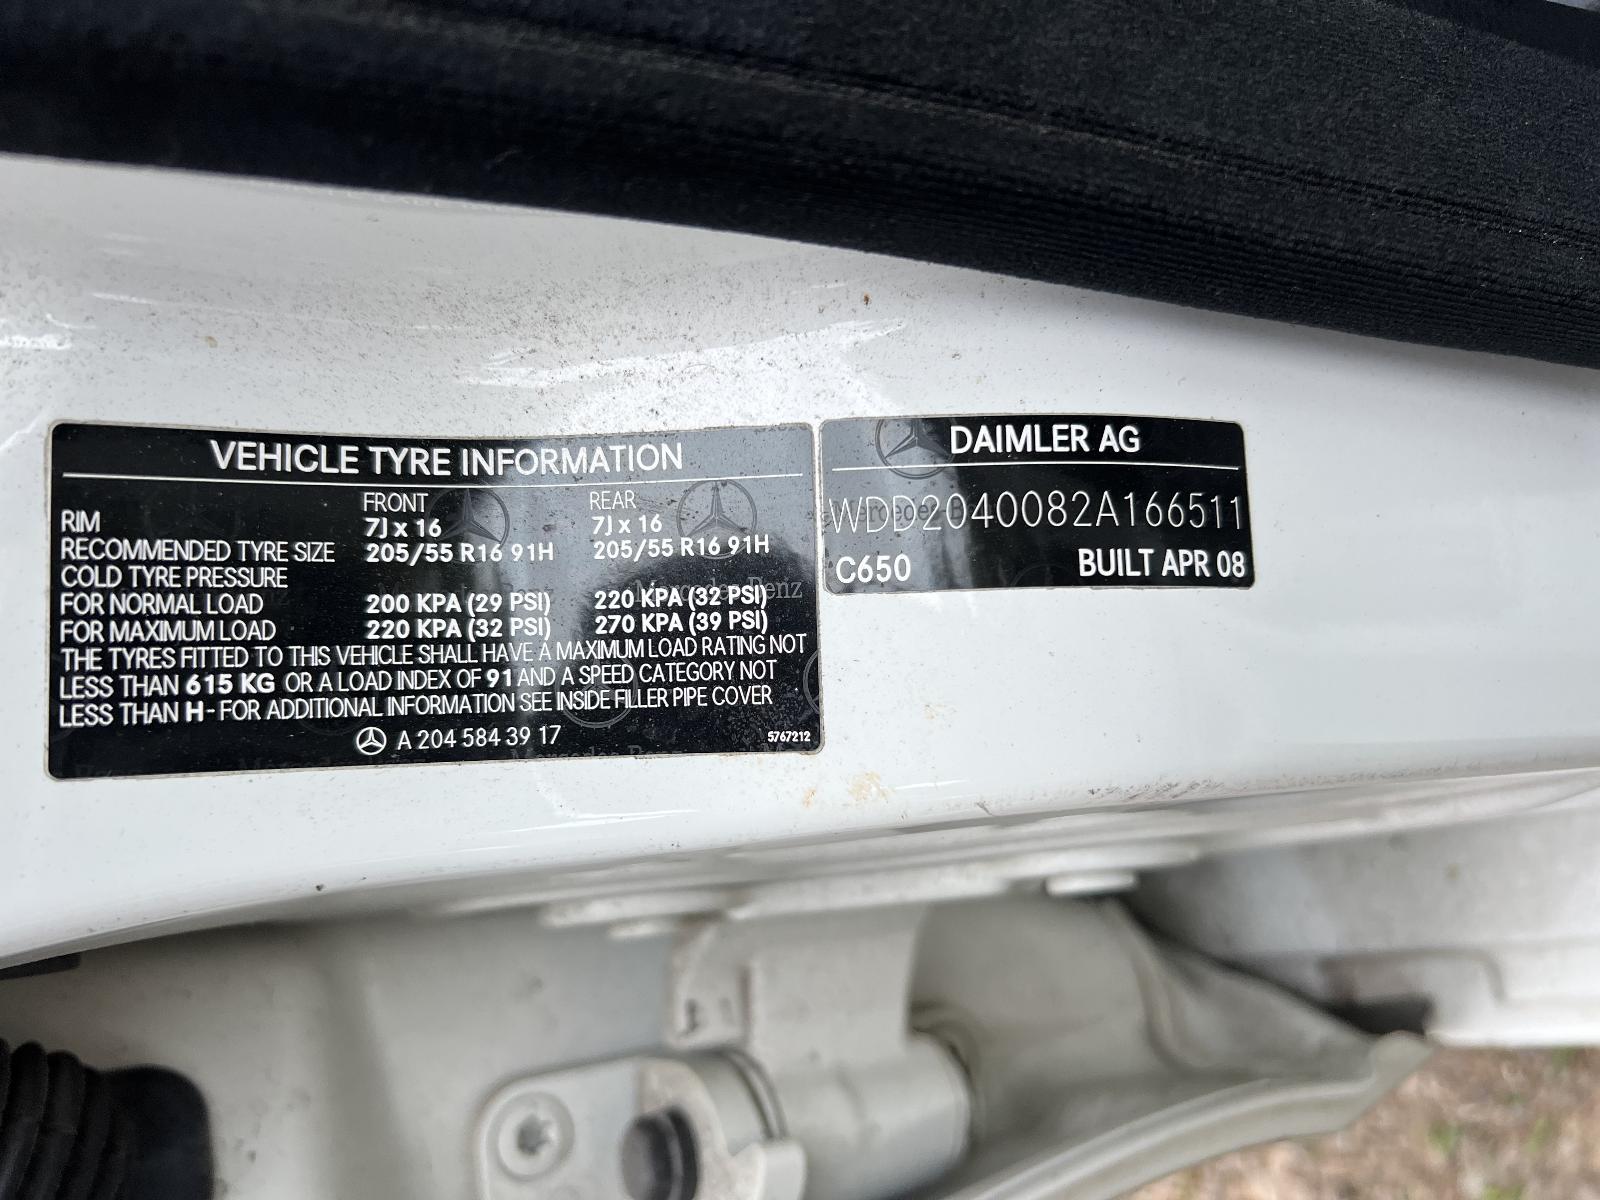 VEHICLE TYRE INFORMATION
FRONT REAR
RIM 7J x 16 7J x 16
RECOMMENDED TYRE SIZE 205/55 R16 91H 205/55 R16 91H
COLD TYRE PRESSURE
FOR NORMAL LOAD 200 KPA (29 PSI) 220 KPA (32 PSI)
FOR MAXIMUM LOAD 220 KPA (32 PSI) 270 KPA (39 PSI)
THE TYRES FITTED TO THIS VEHICLE SHALL HAVE A MAXIMUM LOAD RATING NOT
LESS THAN 615 KG OR A LOAD INDEX OF 91 AND A SPEED CATEGORY NOT
LESS THAN H - FOR ADDITIONAL INFORMATION SEE INSIDE FILLER PIPE COVER
A 204 584 39 17 5767212
DAIMLER AG
WDD2040082A166511
C650 BUILT APR 08
Mercedes-Benz